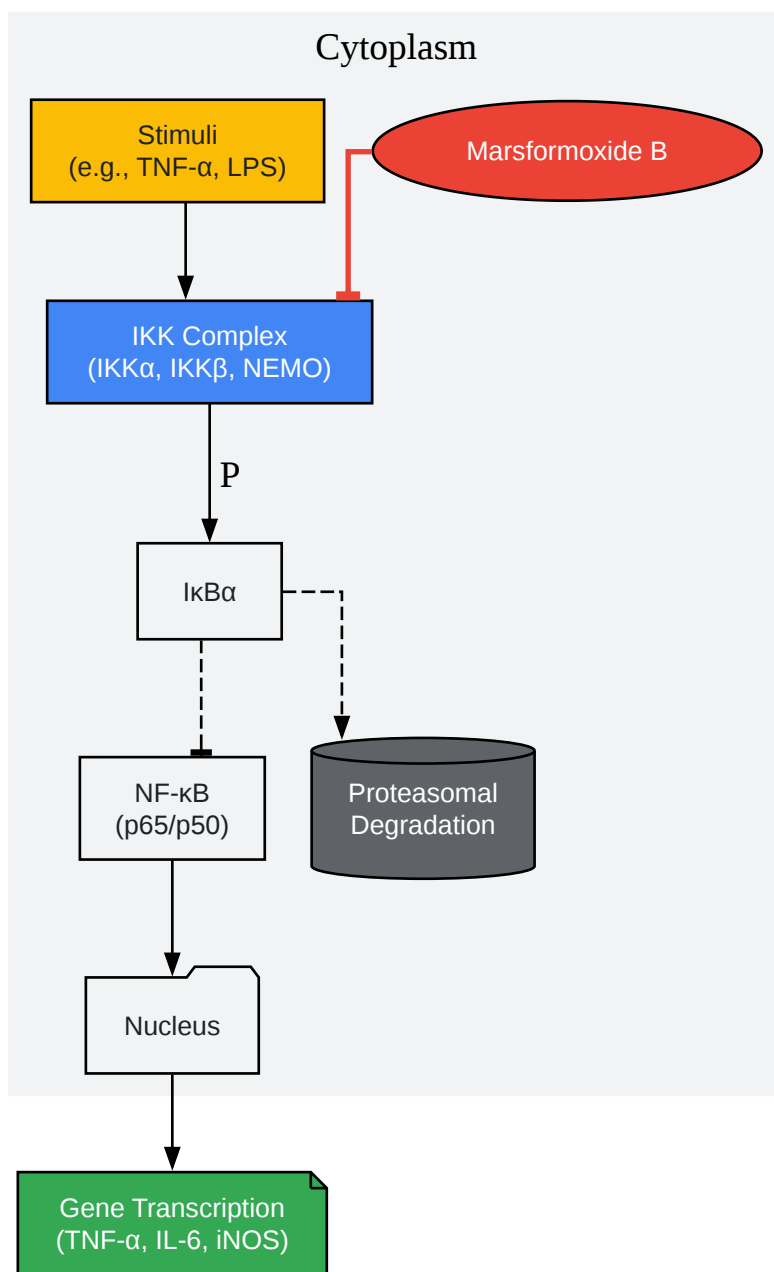 Cytoplasm
Stimuli
(e.g., TNF-α, LPS)
Marsformoxide B
IKK Complex
(IKKα, IKKβ, NEMO)
P
IκBα
NF-κB
(p65/p50)
Proteasomal
Degradation
Nucleus
Gene Transcription
(TNF-α, IL-6, iNOS)